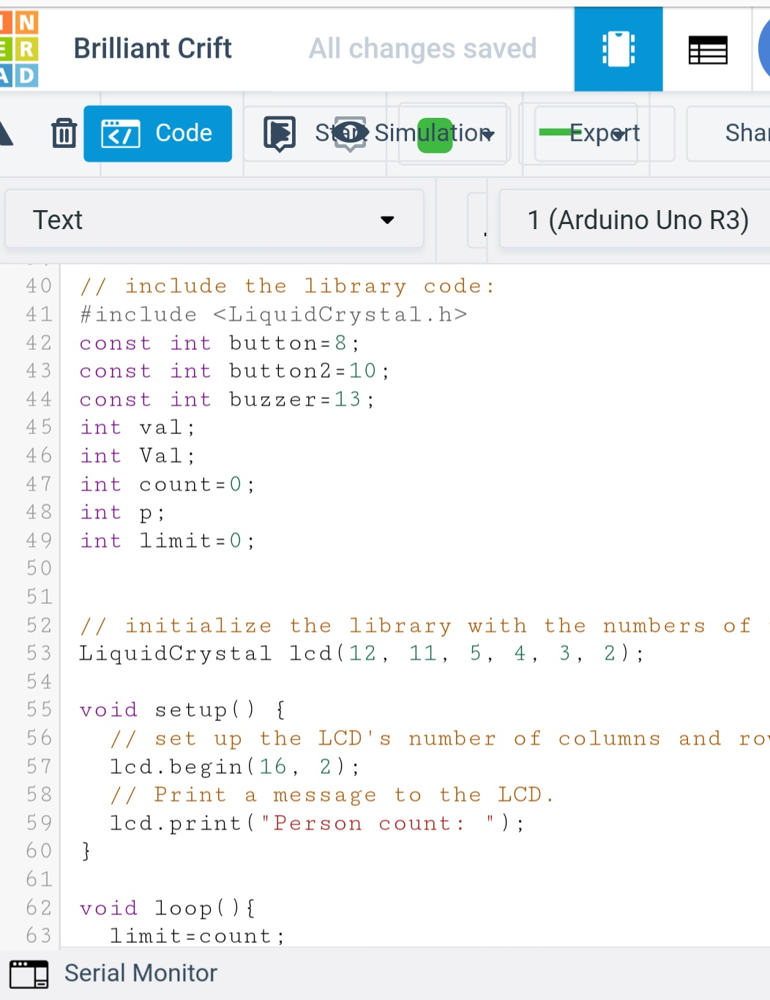 I N
E R
A D
Brilliant Crift
All changes saved
Code
Start Simulation
Export
Text
1 (Arduino Uno R3)
40 // include the library code:
41 #include <LiquidCrystal.h>
42 const int button=8;
43 const int button2=10;
44 const int buzzer=13;
45 int val;
46 int Val;
47 int count=0;
48 int p;
49 int limit=0;
50
51
52 // initialize the library with the numbers of
53 LiquidCrystal lcd(12, 11, 5, 4, 3, 2);
54
55 void setup() {
56 // set up the LCD's number of columns and
57 lcd.begin(16, 2);
58 // Print a message to the LCD.
59 lcd.print("Person count: ");
60 }
61
62 void loop(){
63 limit=count;
Serial Monitor